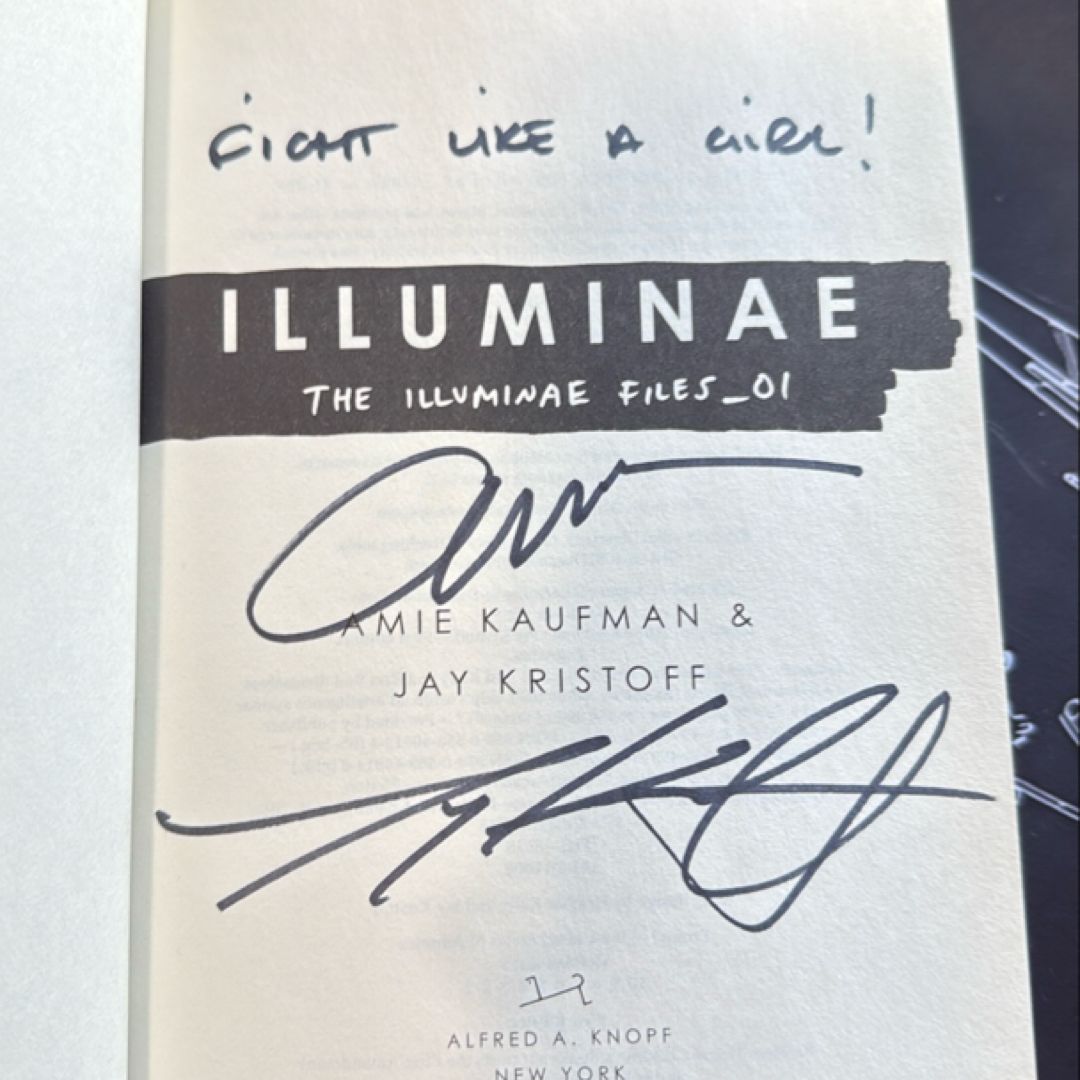 FIGHT LIKE A GIRL!
ILLUMINAE
THE ILLUMINAE FILES_01
AMIE KAUFMAN &
JAY KRISTOFF
ALFRED A. KNOPF
NEW YORK